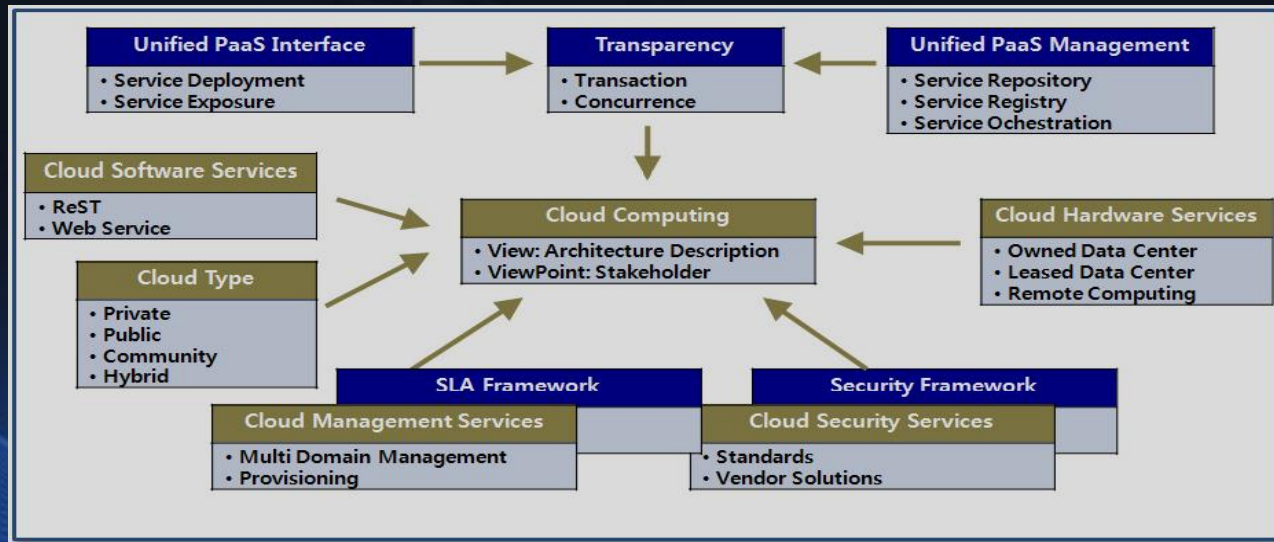 Unified PaaS Interface
• Service Deployment
• Service Exposure
Transparency
• Transaction
• Concurrence
Unified PaaS Management
• Service Repository
• Service Registry
• Service Ochestration
Cloud Software Services
• ReST
• Web Service
Cloud Computing
• View: Architecture Description
• ViewPoint: Stakeholder
Cloud Hardware Services
• Owned Data Center
• Leased Data Center
• Remote Computing
Cloud Type
• Private
• Public
• Community
• Hybrid
SLA Framework
Cloud Management Services
• Multi Domain Management
• Provisioning
Security Framework
Cloud Security Services
• Standards
• Vendor Solutions